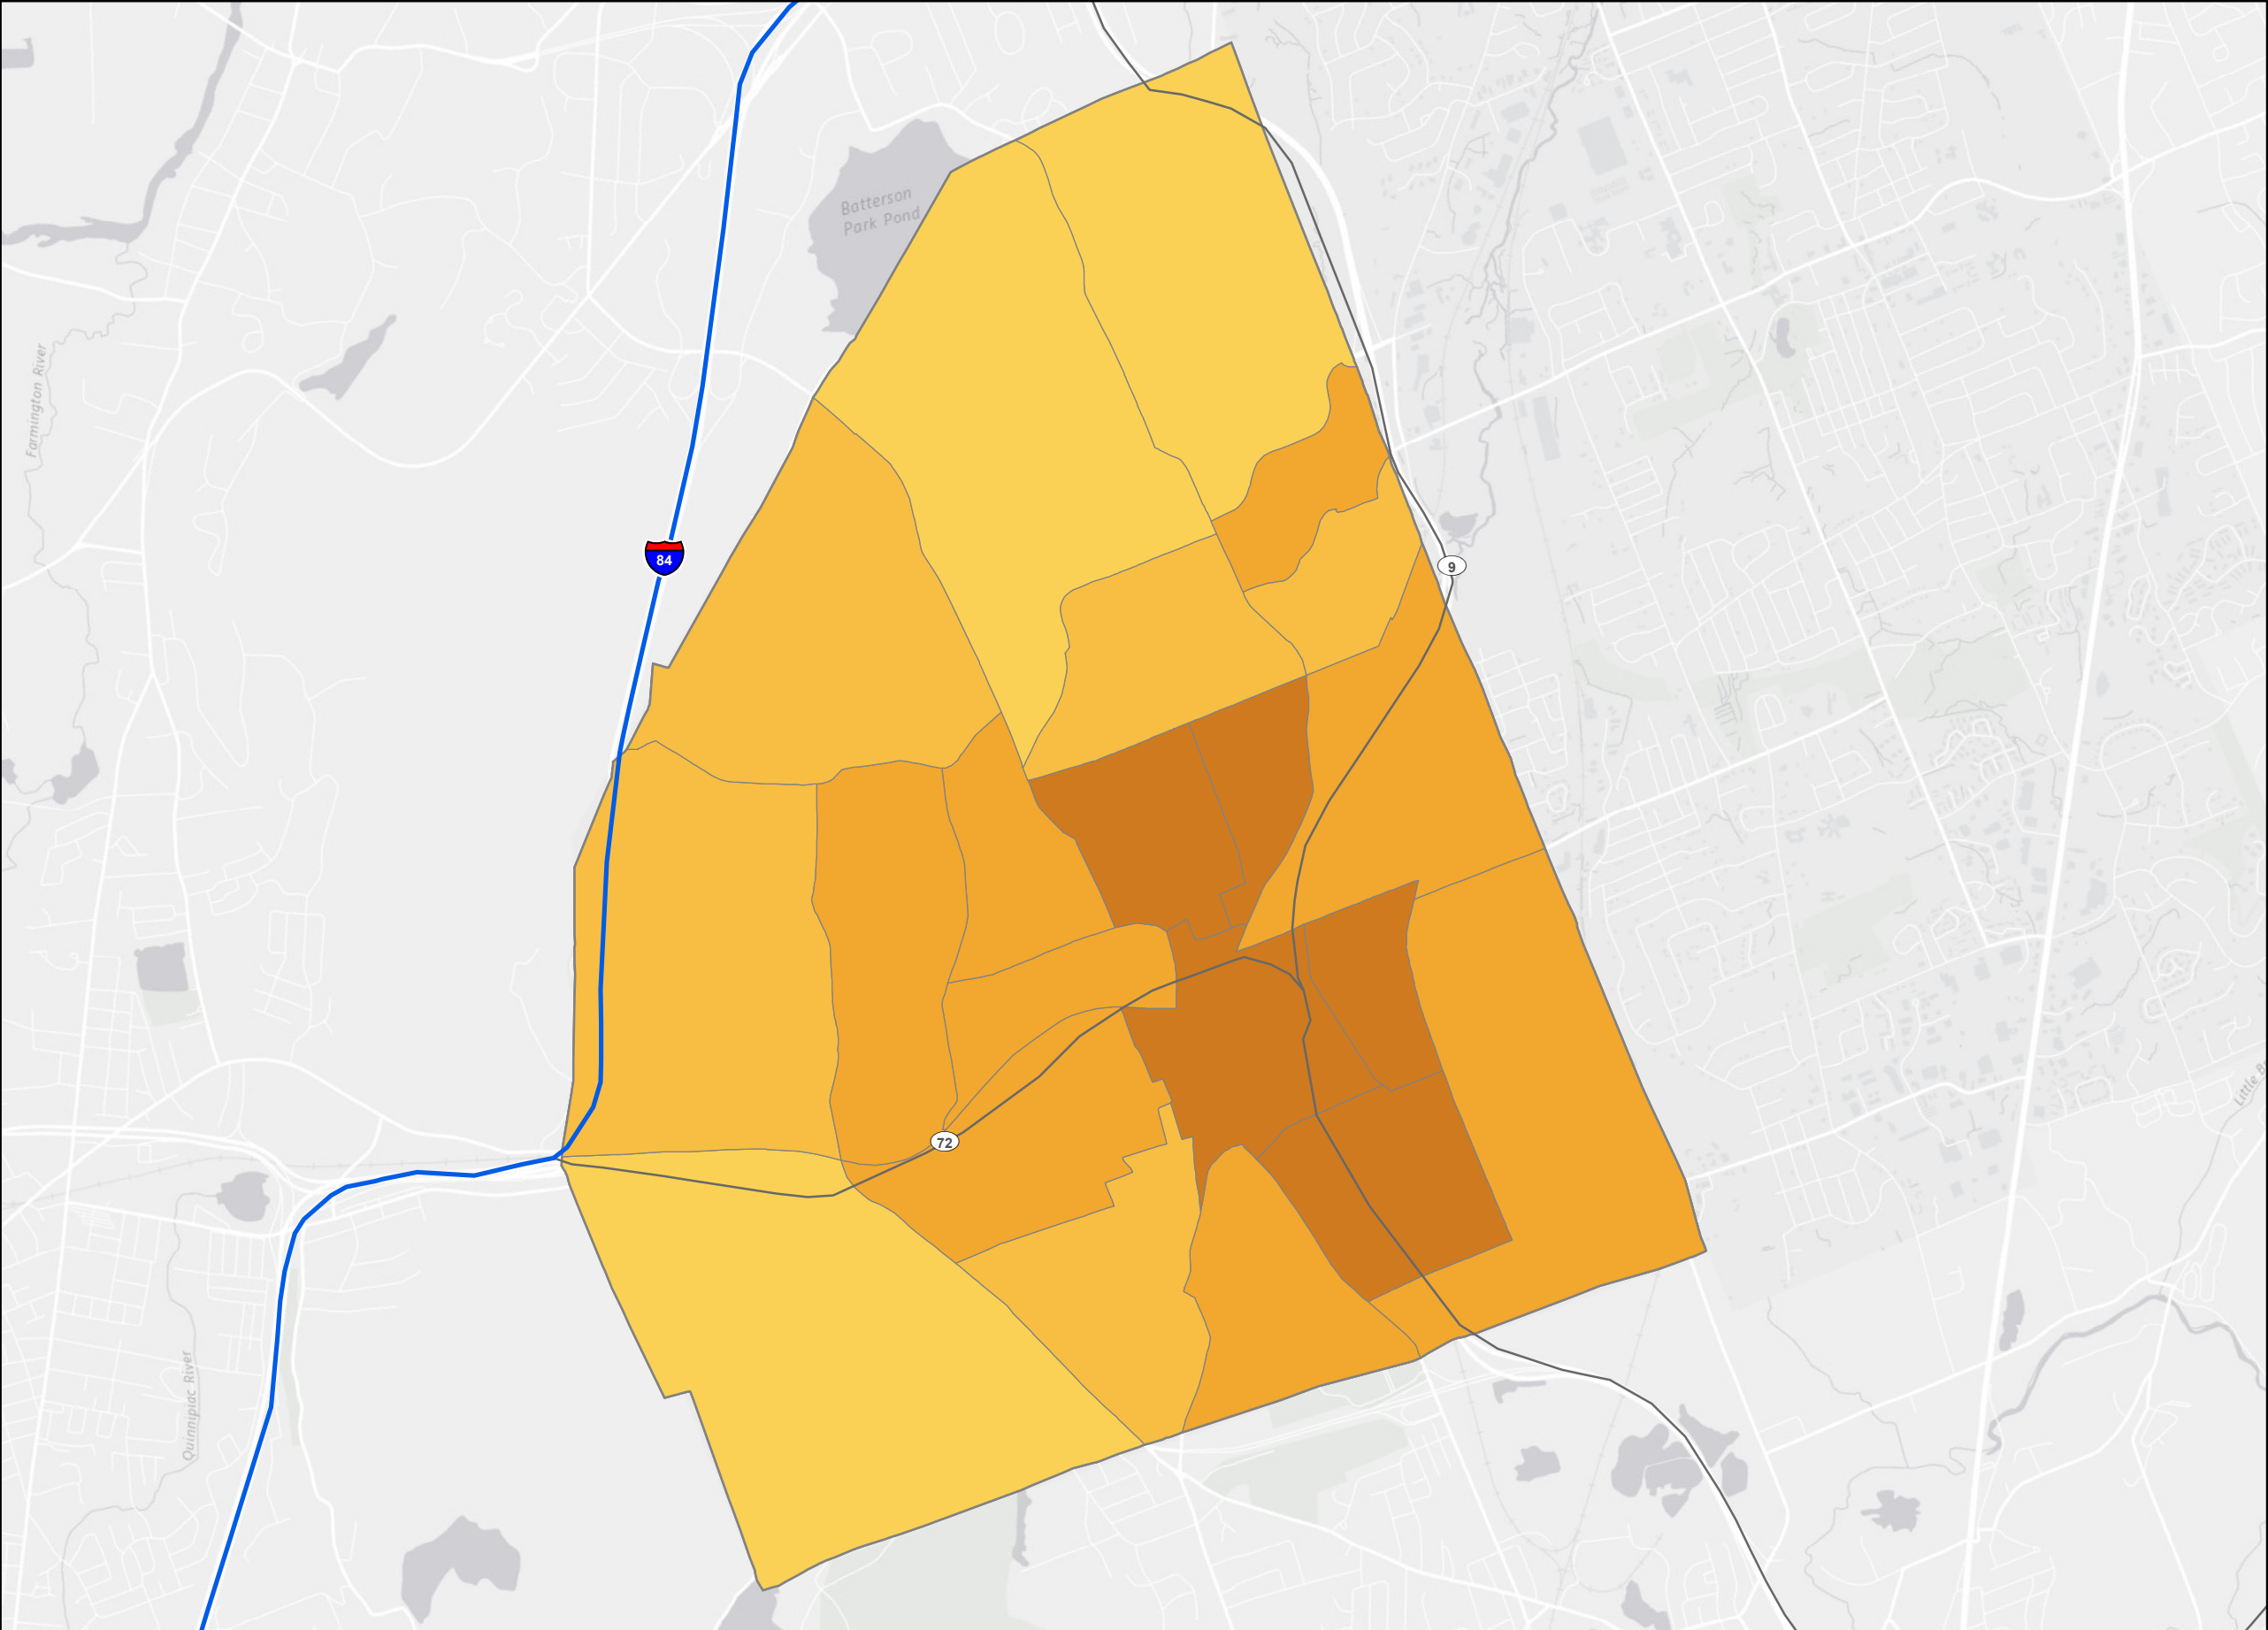 Batterson
Park Pond
Farmington River
84
9
72
Quinnipiac River